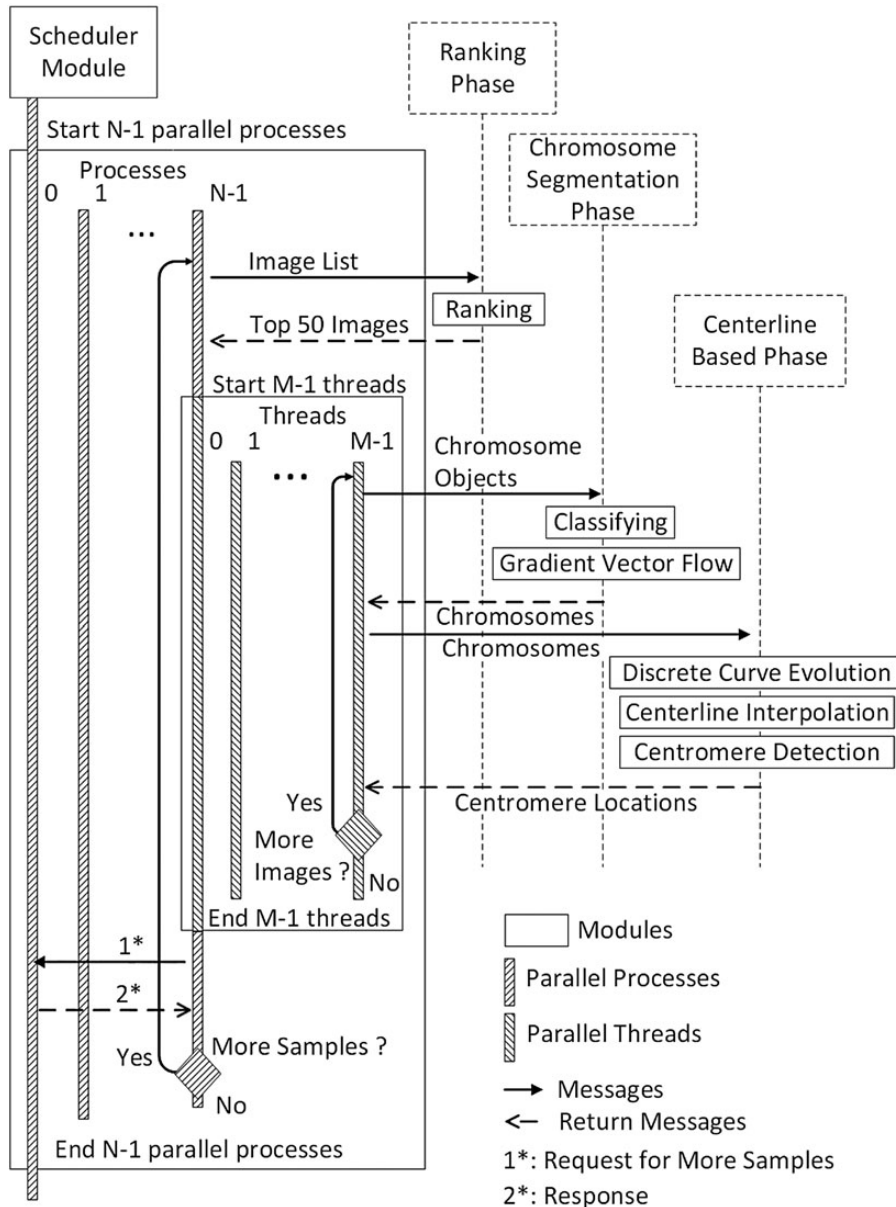 Scheduler
Module
Ranking
Phase
Start N-1 parallel processes
Chromosome
Segmentation
Phase
Processes
0 1 N-1
...
Image List
Ranking
Top 50 Images
Centerline
Based Phase
Start M-1 threads
Threads
0 1 M-1
...
Chromosome
Objects
Classifying
Gradient Vector Flow
Chromosomes
Chromosomes
Discrete Curve Evolution
Centerline Interpolation
Centromere Detection
Centromere Locations
Yes
More
Images ?
No
End M-1 threads
1*
2*
More Samples ?
Yes
No
End N-1 parallel processes
Modules
Parallel Processes
Parallel Threads
Messages
Return Messages
1*: Request for More Samples
2*: Response